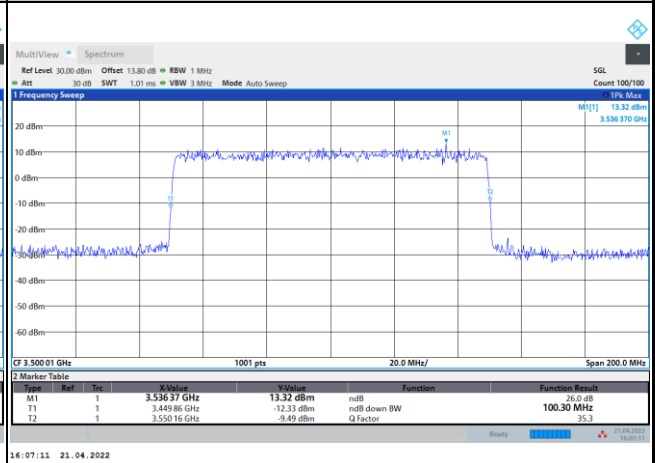 MultiView Spectrum
Ref Level 30.00 dBm Offset 13.80 dB RBW 1 MHz SGL
Att 30 dB SWT 1.01 ms VBW 3 MHz Mode Auto Sweep Count 100/100
1 Frequency Sweep 1Pk Max
M1[1] 13.32 dBm
3.536 370 GHz
20 dBm
M1
10 dBm
0 dBm
T1
T2
-10 dBm
-20 dBm
-30 dBm
-40 dBm
-50 dBm
-60 dBm
CF 3.500 01 GHz 1001 pts 20.0 MHz/ Span 200.0 MHz
2 Marker Table
Type Ref Trc X-Value Y-Value Function Function Result
M1 1 3.536 37 GHz 13.32 dBm ndB 26.0 dB
T1 1 3.449 86 GHz -12.33 dBm ndB down BW 100.30 MHz
T2 1 3.550 16 GHz -9.49 dBm Q Factor 35.3
Ready 21.04.2022
16:07:11
16:07:11 21.04.2022